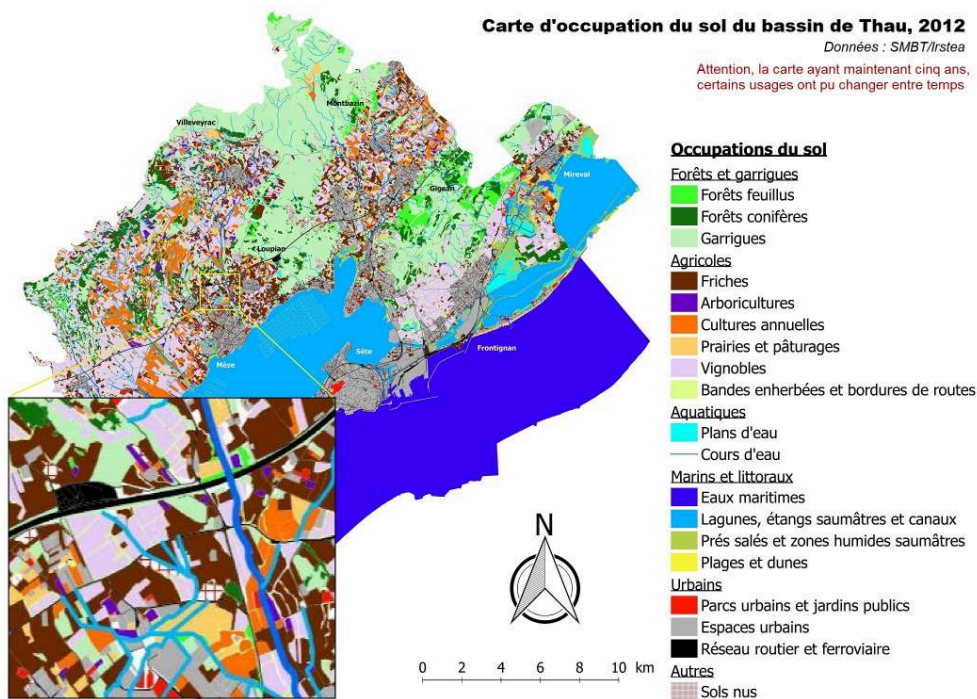 Carte d'occupation du sol du bassin de Thau, 2012
Données : SMBT/Irstea
Attention, la carte ayant maintenant cinq ans,
certains usages ont pu changer entre temps
Montbazin
Villeveyrac
Mireval
Gigean
Loupian
Sète
Frontignan
Mèze
Occupations du sol
Forêts et garrigues
Forêts feuillus
Forêts conifères
Garrigues
Agricoles
Friches
Arboricultures
Cultures annuelles
Prairies et pâturages
Vignobles
Bandes enherbées et bordures de routes
Aquatiques
Plans d'eau
Cours d'eau
Marins et littoraux
Eaux maritimes
Lagunes, étangs saumâtres et canaux
Prés salés et zones humides saumâtres
Plages et dunes
Urbains
Parcs urbains et jardins publics
Espaces urbains
Réseau routier et ferroviaire
Autres
Sols nus
N
0 2 4 6 8 10 km